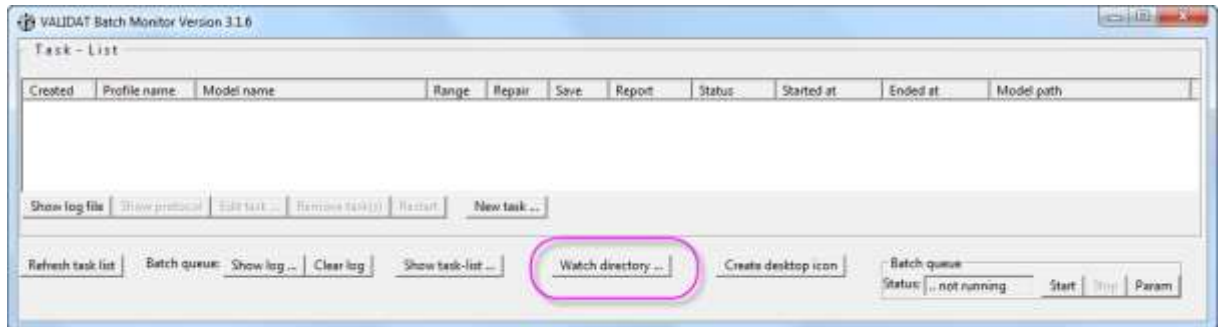 VALIDAT Batch Monitor Version 3.1.6
Task - List
Created Profile name Model name Range Repair Save Report Status Started at Ended at Model path
Show log file Show protocol Edit task ... Remove task(s) Restart New task ...
Refresh task list Batch queue: Show log ... Clear log Show task-list ... Watch directory ... Create desktop icon Batch queue
Status: .. not running Start Stop Param